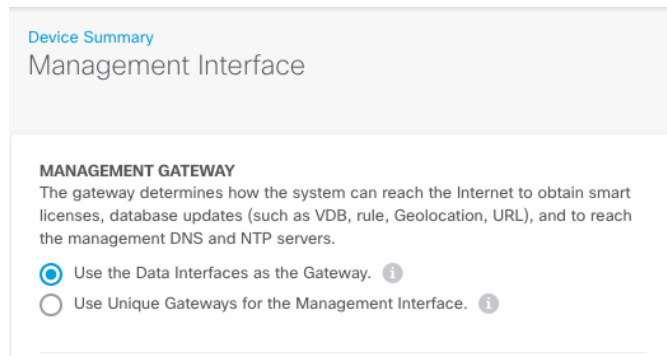 Device Summary
Management Interface
MANAGEMENT GATEWAY
The gateway determines how the system can reach the Internet to obtain smart
licenses, database updates (such as VDB, rule, Geolocation, URL), and to reach
the management DNS and NTP servers.
Use the Data Interfaces as the Gateway. i
Use Unique Gateways for the Management Interface. i